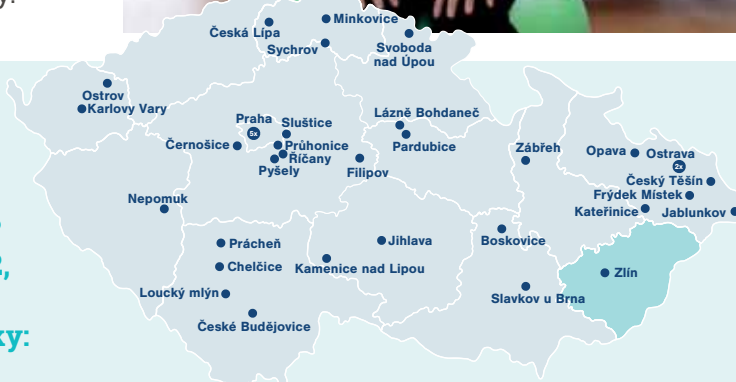 Minkovice
Česká Lípa
Sychrov
Svoboda
nad Úpou
Ostrov
Karlovy Vary
Praha
5x
Sluštice
Lázně Bohdaneč
Pardubice
Černošice
Průhonice
Říčany
Pyšely
Filipov
Zábřeh
Opava
Ostrava
2x
Český Těšín
Frýdek Místek
Kateřinice
Jablunkov
Nepomuk
Prácheň
Jihlava
Boskovice
Chelčice
Kamenice nad Lipou
Zlín
Loucký mlýn
Slavkov u Brna
České Budějovice
ky: